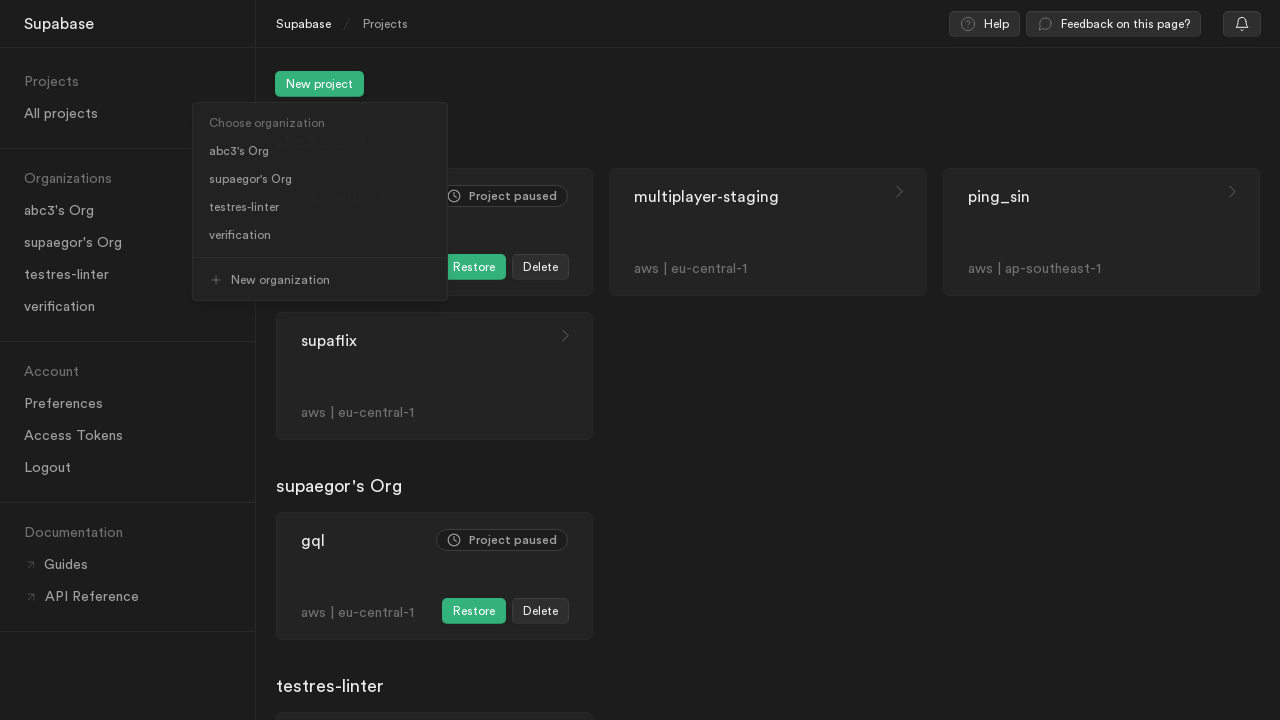 Supabase
Supabase / Projects
Help
Feedback on this page?
Projects
All projects
Organizations
abc3's Org
supaegor's Org
testres-linter
verification
Account
Preferences
Access Tokens
Logout
Documentation
Guides
API Reference
New project
Choose organization
abc3's Org
supaegor's Org
testres-linter
verification
New organization
Project paused
Restore
Delete
multiplayer-staging
aws | eu-central-1
ping_sin
aws | ap-southeast-1
supaflix
aws | eu-central-1
supaegor's Org
gql
Project paused
aws | eu-central-1
Restore
Delete
testres-linter